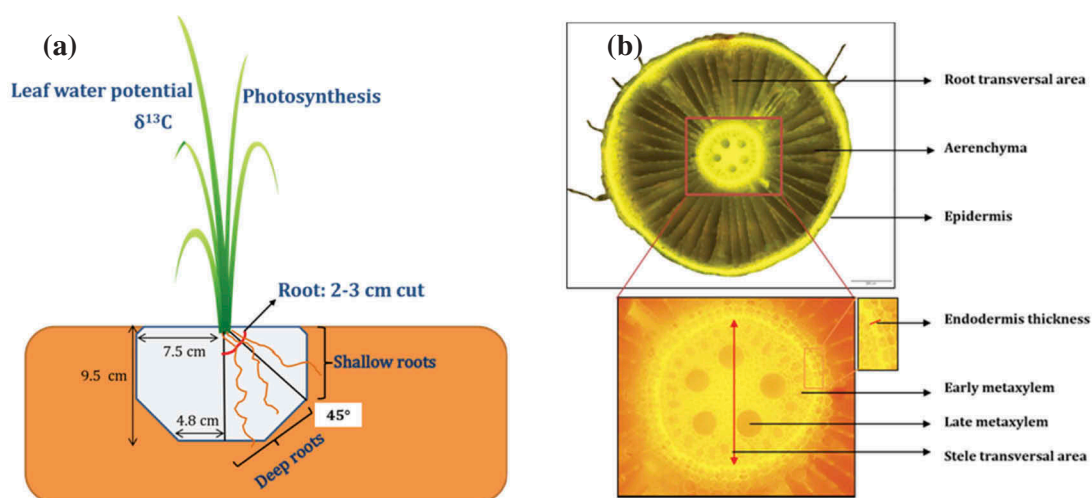 (a)
Leaf water potential
δ¹³C
Photosynthesis
Root: 2-3 cm cut
7.5 cm
9.5 cm
4.8 cm
Shallow roots
45°
Deep roots
(b)
Root transversal area
Aerenchyma
Epidermis
Endodermis thickness
Early metaxylem
Late metaxylem
Stele transversal area